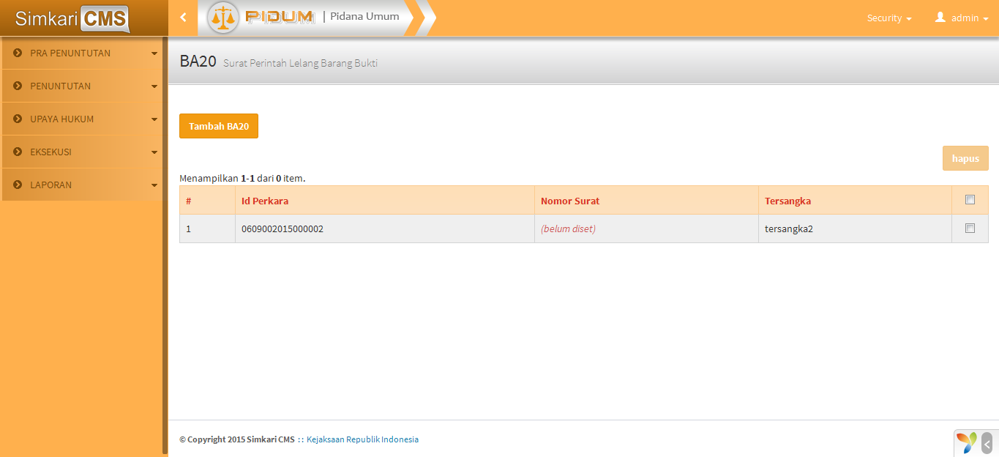 Simkari CMS
PIDUM | Pidana Umum
Security
admin
PRA PENUNTUTAN
PENUNTUTAN
UPAYA HUKUM
EKSEKUSI
LAPORAN
BA20 Surat Perintah Lelang Barang Bukti
Tambah BA20
hapus
Menampilkan 1-1 dari 0 item.
# Id Perkara Nomor Surat Tersangka
1 0609002015000002 (belum diset) tersangka2
© Copyright 2015 Simkari CMS :: Kejaksaan Republik Indonesia